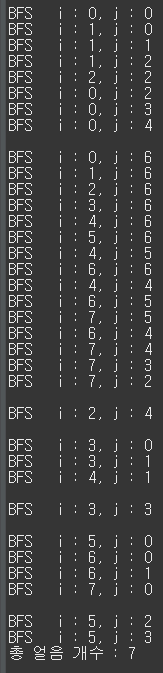 BFS i : 0, j : 0
BFS i : 1, j : 0
BFS i : 1, j : 1
BFS i : 1, j : 2
BFS i : 2, j : 2
BFS i : 0, j : 2
BFS i : 0, j : 3
BFS i : 0, j : 4
BFS i : 0, j : 6
BFS i : 1, j : 6
BFS i : 2, j : 6
BFS i : 3, j : 6
BFS i : 4, j : 6
BFS i : 5, j : 6
BFS i : 4, j : 5
BFS i : 6, j : 6
BFS i : 4, j : 4
BFS i : 6, j : 5
BFS i : 7, j : 5
BFS i : 6, j : 4
BFS i : 7, j : 4
BFS i : 7, j : 3
BFS i : 7, j : 2
BFS i : 2, j : 4
BFS i : 3, j : 0
BFS i : 3, j : 1
BFS i : 4, j : 1
BFS i : 3, j : 3
BFS i : 5, j : 0
BFS i : 6, j : 0
BFS i : 6, j : 1
BFS i : 7, j : 0
BFS i : 5, j : 2
BFS i : 5, j : 3
총 얼음 개수 : 7